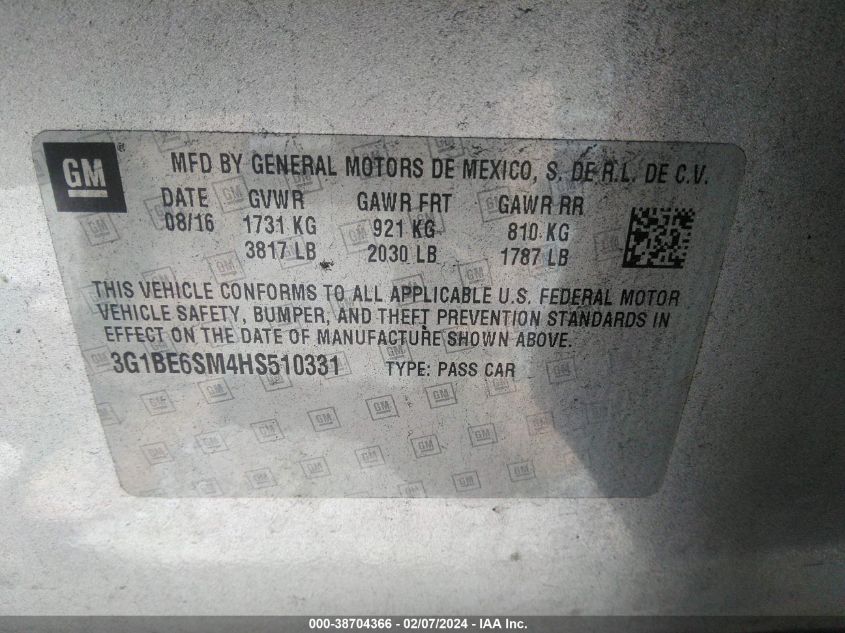 GM ® MFD BY GENERAL MOTORS DE MEXICO, S. DE R.L. DE C.V.
DATE GVWR GAWR FRT GAWR RR
08/16 1731 KG 921 KG 810 KG
3817 LB 2030 LB 1787 LB
THIS VEHICLE CONFORMS TO ALL APPLICABLE U.S. FEDERAL MOTOR
VEHICLE SAFETY, BUMPER, AND THEFT PREVENTION STANDARDS IN
EFFECT ON THE DATE OF MANUFACTURE SHOWN ABOVE.
3G1BE6SM4HS510331 TYPE: PASS CAR
000-38704366 - 02/07/2024 - IAA Inc.